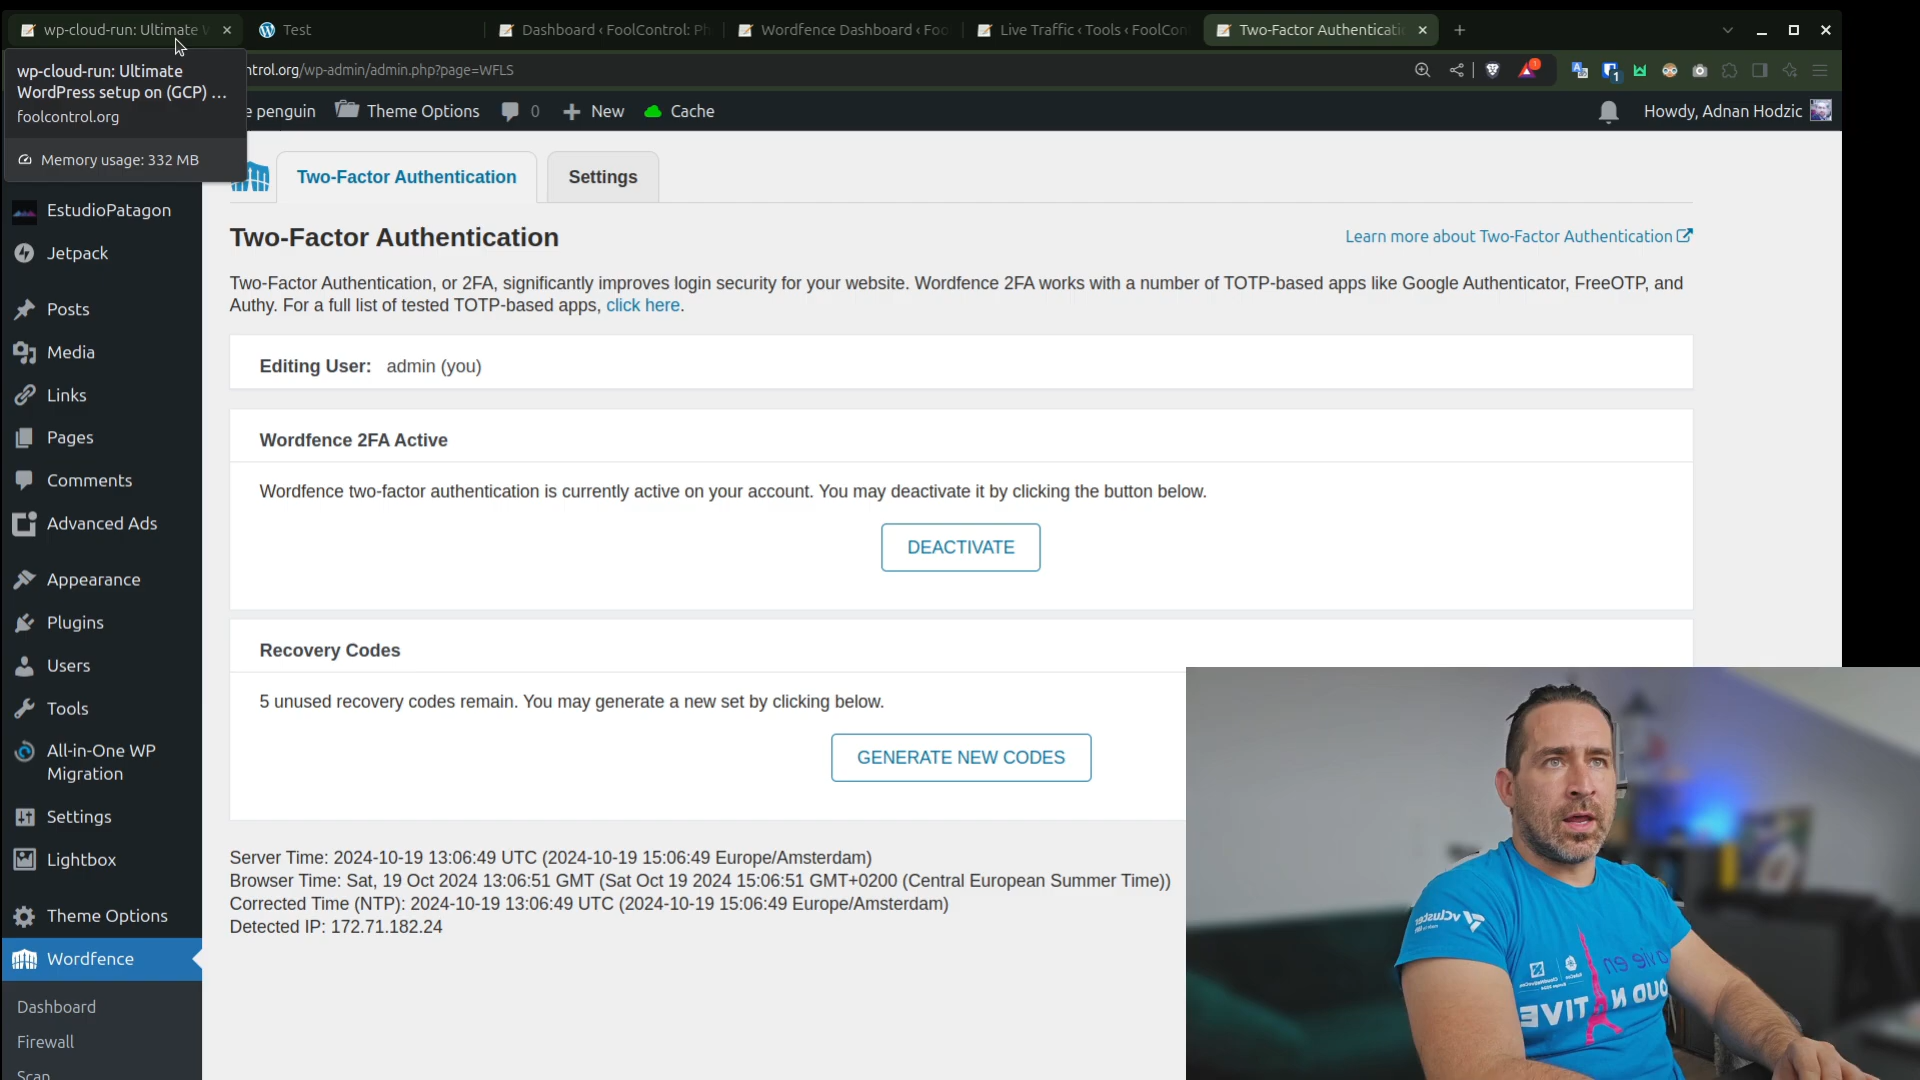 wp-cloud-run: Ultimate
Test
Dashboard ‹ FoolControl: Ph
Wordfence Dashboard ‹ Foo
Live Traffic ‹ Tools ‹ FoolCon
Two-Factor Authenticati
wp-cloud-run: Ultimate
WordPress setup on (GCP) ...
foolcontrol.org
Memory usage: 332 MB
ntrol.org/wp-admin/admin.php?page=WFLS
1
1
e penguin
Theme Options
0
New
Cache
Howdy, Adnan Hodzic
EstudioPatagon
Jetpack
Posts
Media
Links
Pages
Comments
Advanced Ads
Appearance
Plugins
Users
Tools
All-in-One WP
Migration
Settings
Lightbox
Theme Options
Wordfence
Dashboard
Firewall
Scan
Two-Factor Authentication
Settings
Two-Factor Authentication
Learn more about Two-Factor Authentication
Two-Factor Authentication, or 2FA, significantly improves login security for your website. Wordfence 2FA works with a number of TOTP-based apps like Google Authenticator, FreeOTP, and
Authy. For a full list of tested TOTP-based apps, click here.
Editing User: admin (you)
Wordfence 2FA Active
Wordfence two-factor authentication is currently active on your account. You may deactivate it by clicking the button below.
DEACTIVATE
Recovery Codes
5 unused recovery codes remain. You may generate a new set by clicking below.
GENERATE NEW CODES
Server Time: 2024-10-19 13:06:49 UTC (2024-10-19 15:06:49 Europe/Amsterdam)
Browser Time: Sat, 19 Oct 2024 13:06:51 GMT (Sat Oct 19 2024 15:06:51 GMT+0200 (Central European Summer Time))
Corrected Time (NTP): 2024-10-19 13:06:49 UTC (2024-10-19 15:06:49 Europe/Amsterdam)
Detected IP: 172.71.182.24
vCluster
vie en